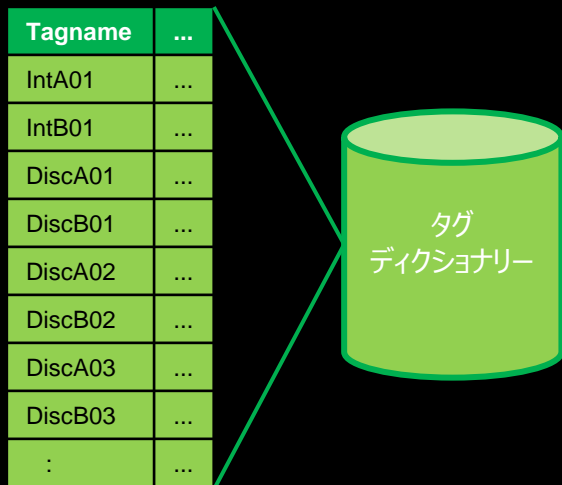 Tagname ...
IntA01 ...
IntB01 ...
DiscA01 ...
DiscB01 ...
DiscA02 ...
DiscB02 ...
DiscA03 ...
DiscB03 ...
: ...
タグ
ディクショナリー